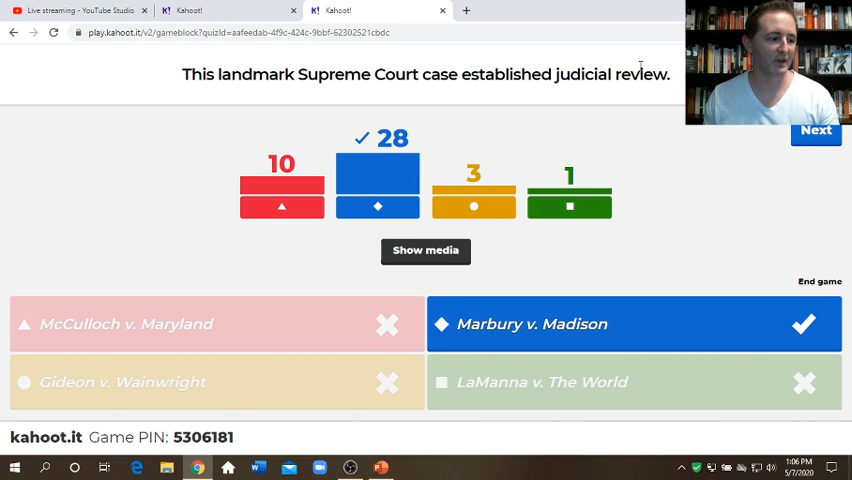 Live streaming - YouTube Studio
K! Kahoot!
K! Kahoot!
play.kahoot.it/v2/gameblock?quizId=aafeedab-4f9c-424c-9bbf-62302521cbdc
This landmark Supreme Court case established judicial review.
Next
10
28
3
1
Show media
End game
McCulloch v. Maryland
Marbury v. Madison
Gideon v. Wainwright
LaManna v. The World
kahoot.it Game PIN: 5306181
1:06 PM
5/7/2020